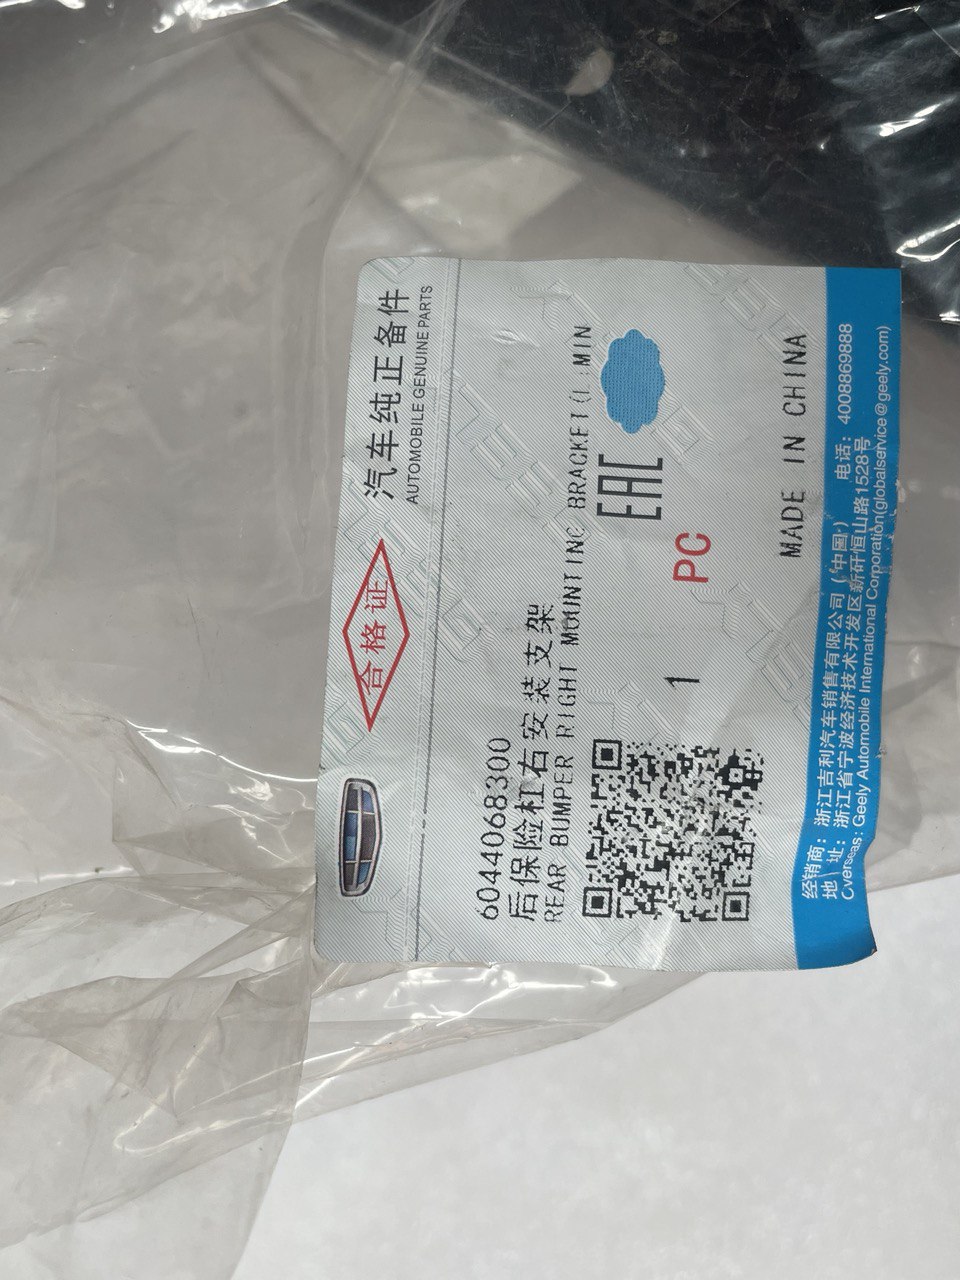 合格证
汽车纯正备件
AUTOMOBILE GENUINE PARTS
6044068300
后保险杠右安装支架
REAR BUMPER RIGHT MOUNTING BRACKET
EAC
1 PC
MADE IN CHINA
经销商：浙江吉利汽车销售有限公司（中国） 电话：4008869888
地 址：浙江省宁波经济技术开发区新研恒山路1528号
Overseas: Geely Automobile International Corporation(globalservice@geely.com)